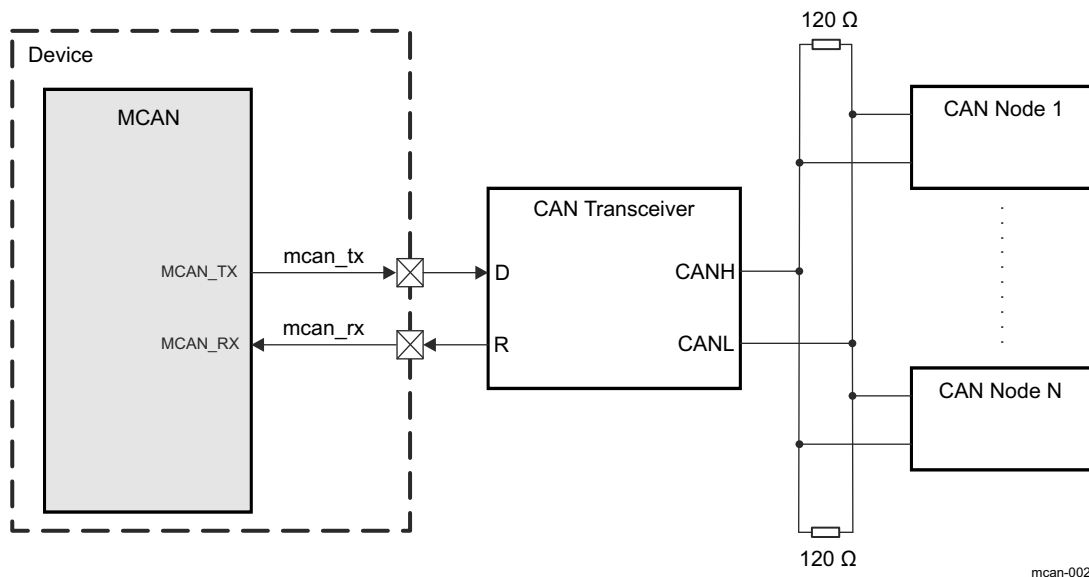 120 Ω
Device
MCAN
CAN Node 1
CAN Transceiver
mcan_tx
MCAN_TX
D
CANH
mcan_rx
MCAN_RX
R
CANL
CAN Node N
120 Ω
mcan-002